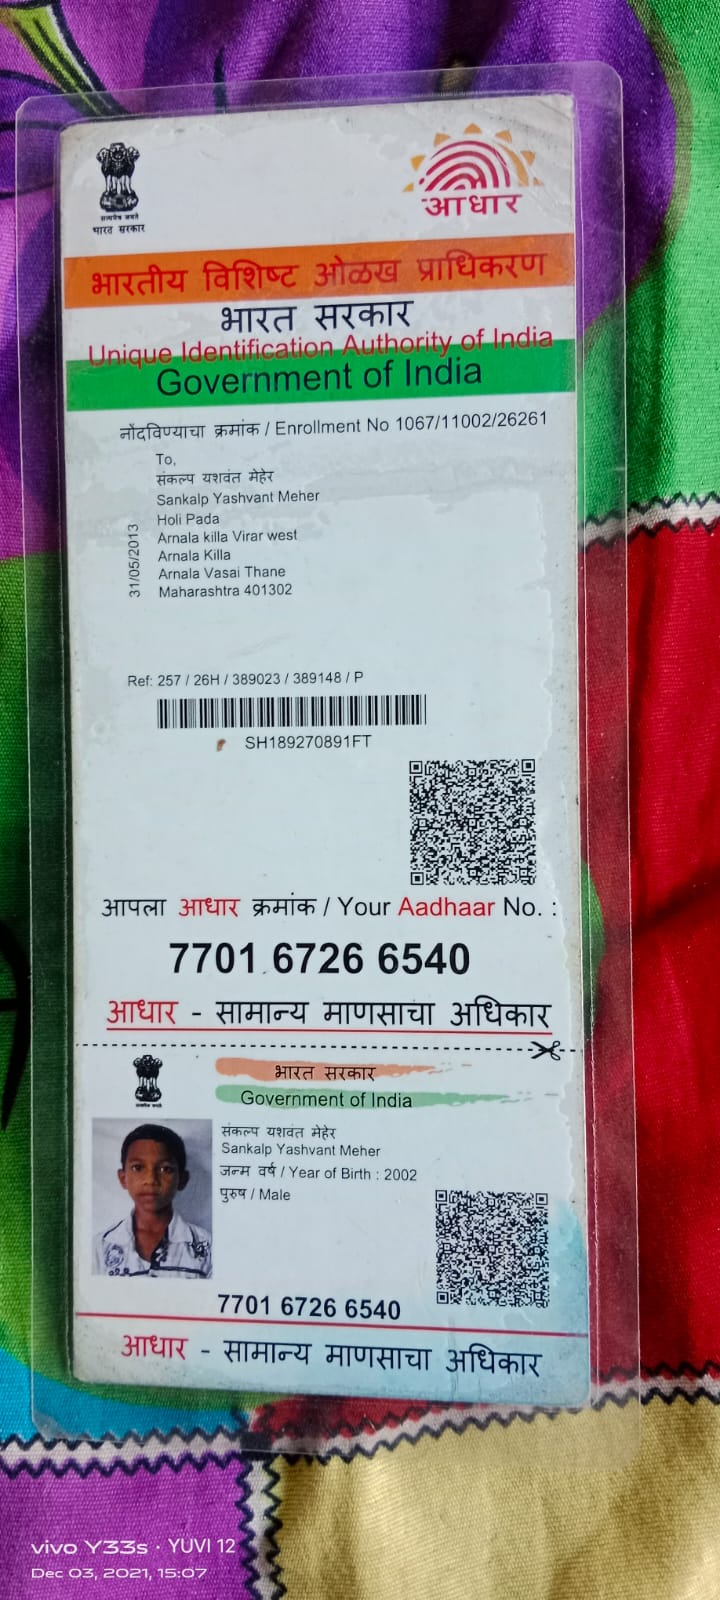 सत्यमेव जयते
भारत सरकार
आधार
भारतीय विशिष्ट ओळख प्राधिकरण
भारत सरकार
Unique Identification Authority of India
Government of India
नोंदविण्याचा क्रमांक / Enrollment No 1067/11002/26261
To,
संकल्प यशवंत मेहेर
Sankalp Yashvant Meher
Holi Pada
Arnala killa Virar west
Arnala Killa
Arnala Vasai Thane
Maharashtra 401302
31/05/2013
Ref: 257 / 26H / 389023 / 389148 / P
SH189270891FT
आपला आधार क्रमांक / Your Aadhaar No. :
7701 6726 6540
आधार - सामान्य माणसाचा अधिकार
भारत सरकार
Government of India
संकल्प यशवंत मेहेर
Sankalp Yashvant Meher
जन्म वर्ष / Year of Birth : 2002
पुरुष / Male
7701 6726 6540
आधार - सामान्य माणसाचा अधिकार
vivo Y33s · YUVI 12
Dec 03, 2021, 15:07